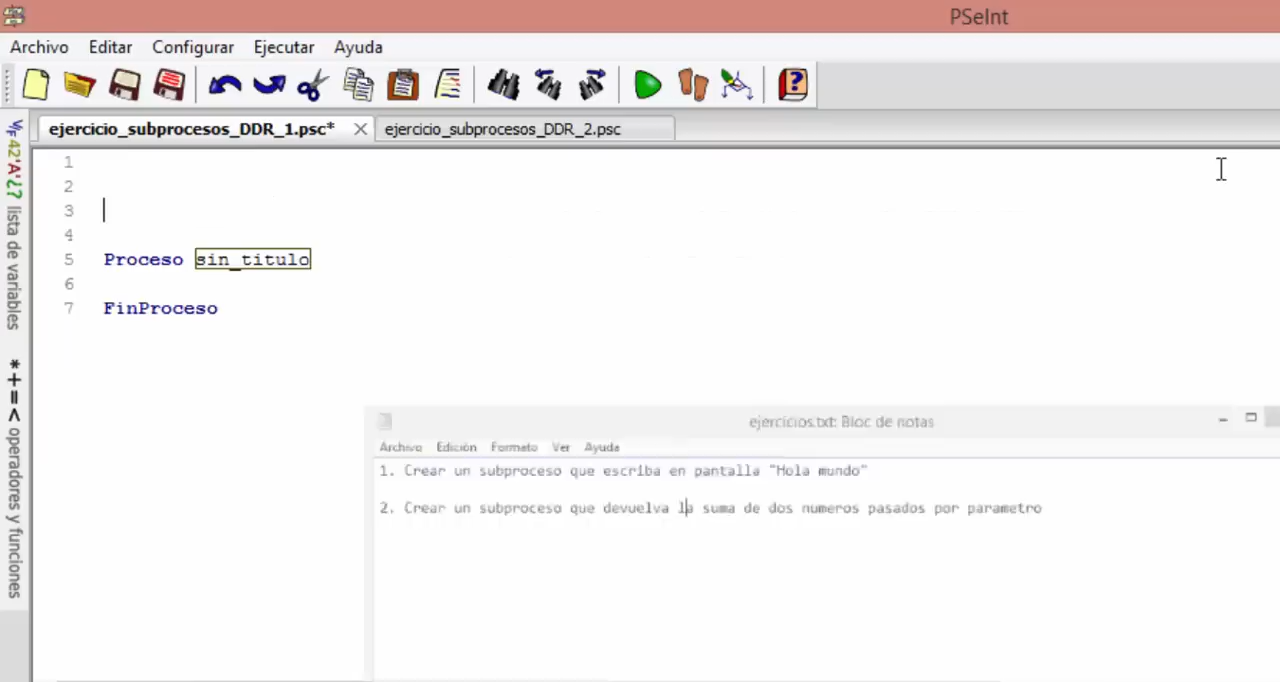 PSeInt
Archivo Editar Configurar Ejecutar Ayuda
ejercicio_subprocesos_DDR_1.psc* ejercicio_subprocesos_DDR_2.psc
1
2
3
4
5 Proceso sin_titulo
6
7 FinProceso
42 'A' ¿? lista de variables
*+=< operadores y funciones
ejercicios.txt: Bloc de notas
Archivo Edición Formato Ver Ayuda
1. Crear un subproceso que escriba en pantalla "Hola mundo"
2. Crear un subproceso que devuelva la suma de dos numeros pasados por parametro